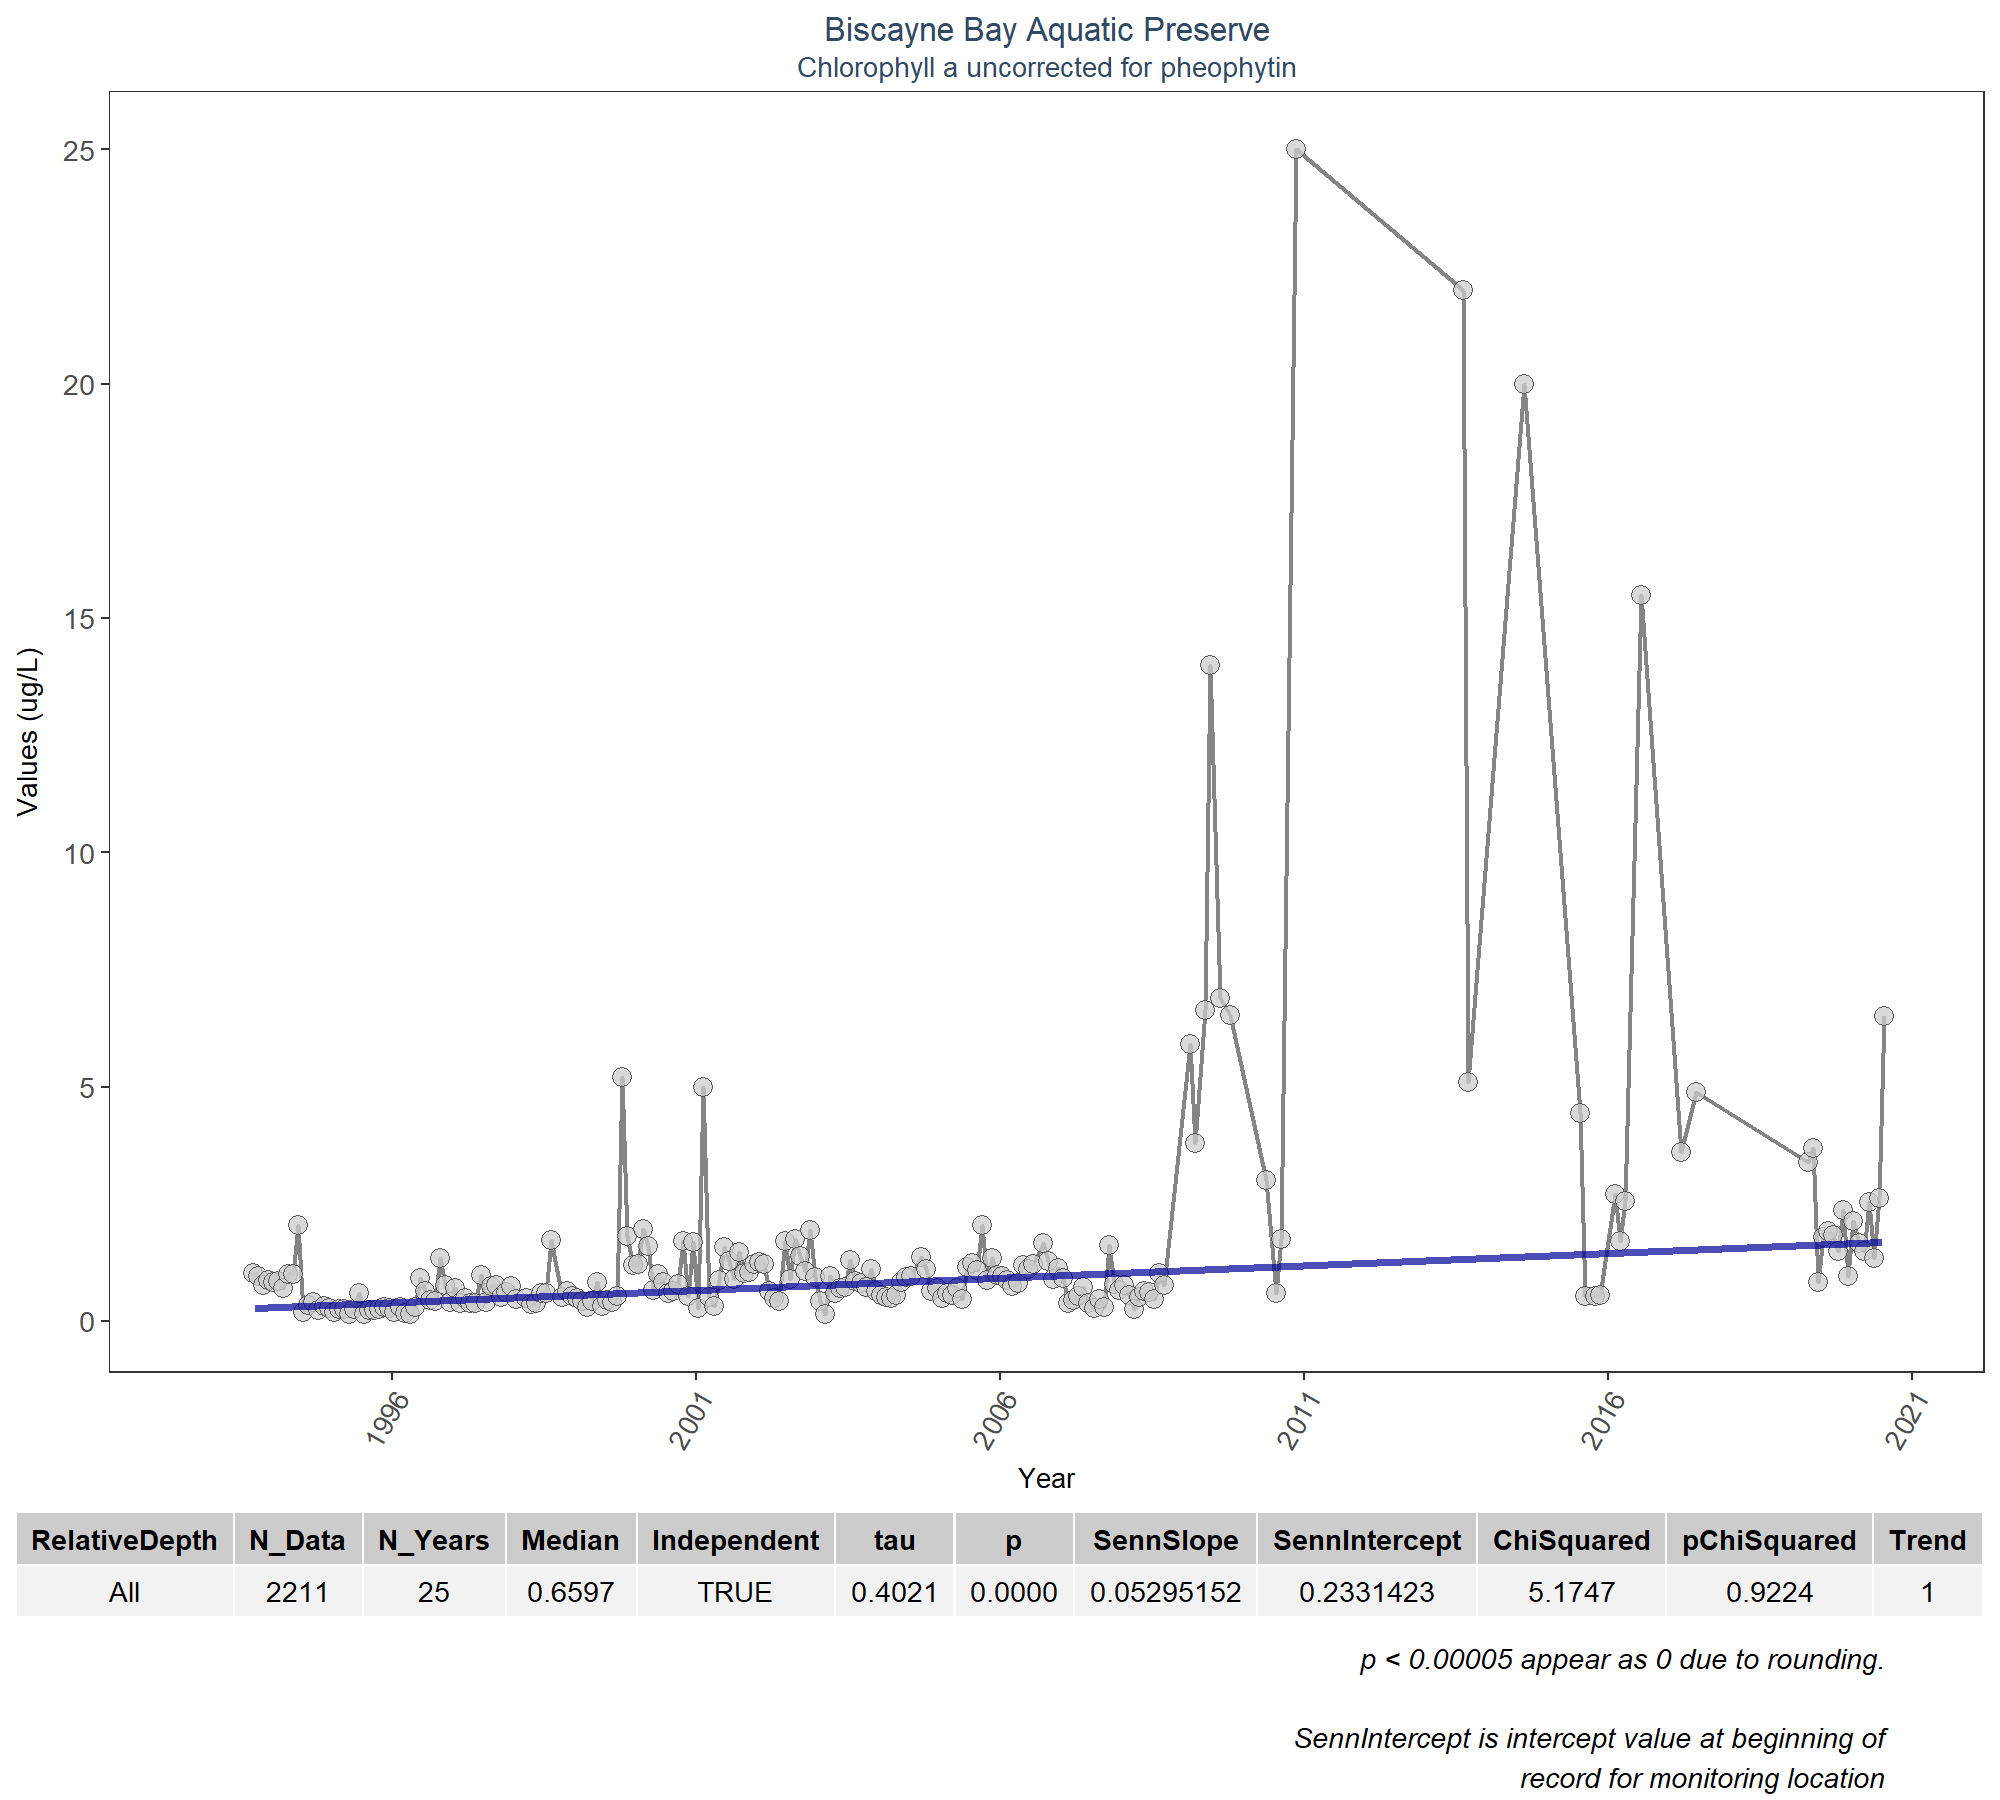 Biscayne Bay Aquatic Preserve
Chlorophyll a uncorrected for pheophytin
Values (ug/L)
25
20
15
10
5
0
1996 2001 2006 2011 2016 2021
Year
RelativeDepth N_Data N_Years Median Independent tau p SennSlope SennIntercept ChiSquared pChiSquared Trend
All 2211 25 0.6597 TRUE 0.4021 0.0000 0.05295152 0.2331423 5.1747 0.9224 1
p < 0.00005 appear as 0 due to rounding.
SennIntercept is intercept value at beginning of
record for monitoring location